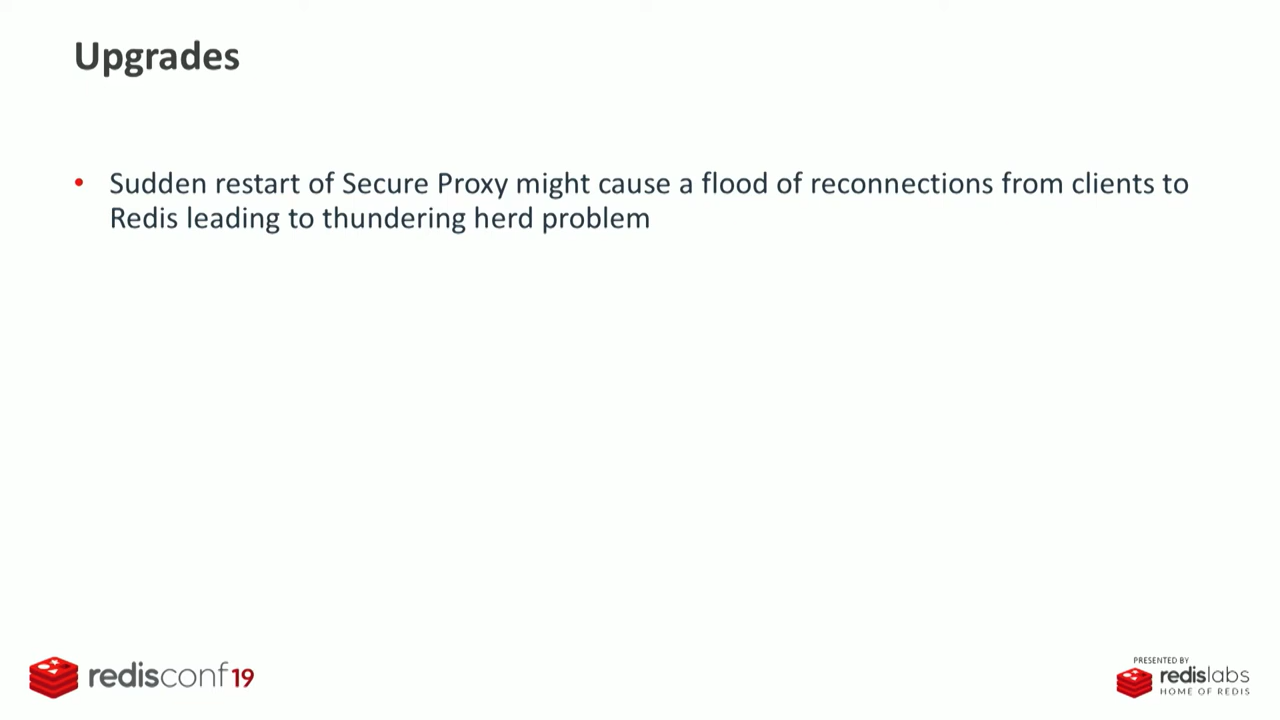 Upgrades
• Sudden restart of Secure Proxy might cause a flood of reconnections from clients to
Redis leading to thundering herd problem
redisconf19
PRESENTED BY
redislabs
HOME OF REDIS